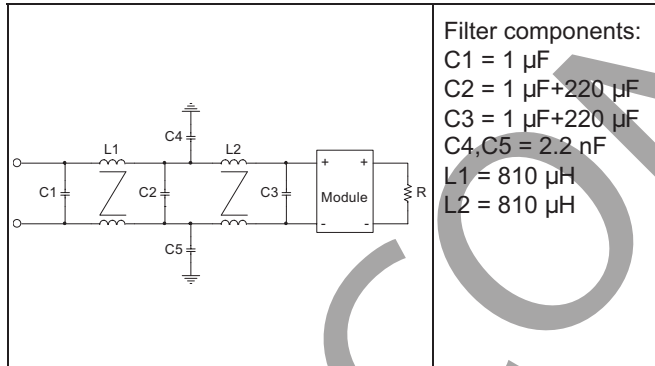 Filter components:
C1 = 1 µF
C2 = 1 µF+220 µF
C3 = 1 µF+220 µF
C4,C5 = 2.2 nF
L1 = 810 µH
L2 = 810 µH
C4
L1
L2
C1
C2
C3
+ +
Module
R
- -
C5